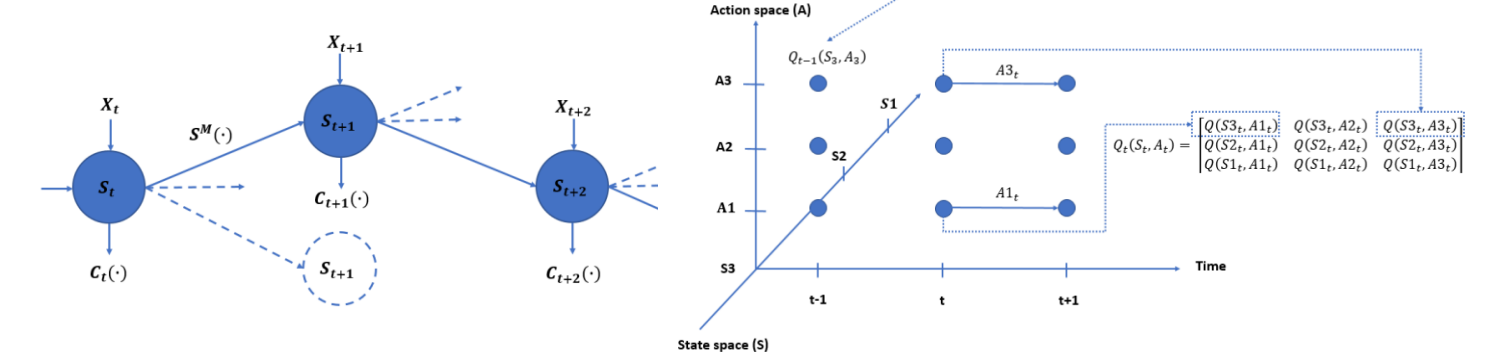 X_{t+1}
X_t
S^M(·)
S_{t+1}
X_{t+2}
S_t
C_{t+1}(·)
S_{t+2}
C_t(·)
S_{t+1}
C_{t+2}(·)
Action space (A)
Q_{t−1}(S_3, A_3)
A3
A3_t
S1
A2
S2
Q_t(S_t, A_t) =
Q(S3_t, A1_t) Q(S3_t, A2_t) Q(S3_t, A3_t)
Q(S2_t, A1_t) Q(S2_t, A2_t) Q(S2_t, A3_t)
Q(S1_t, A1_t) Q(S1_t, A2_t) Q(S1_t, A3_t)
A1
A1_t
S3
Time
t-1 t t+1
State space (S)